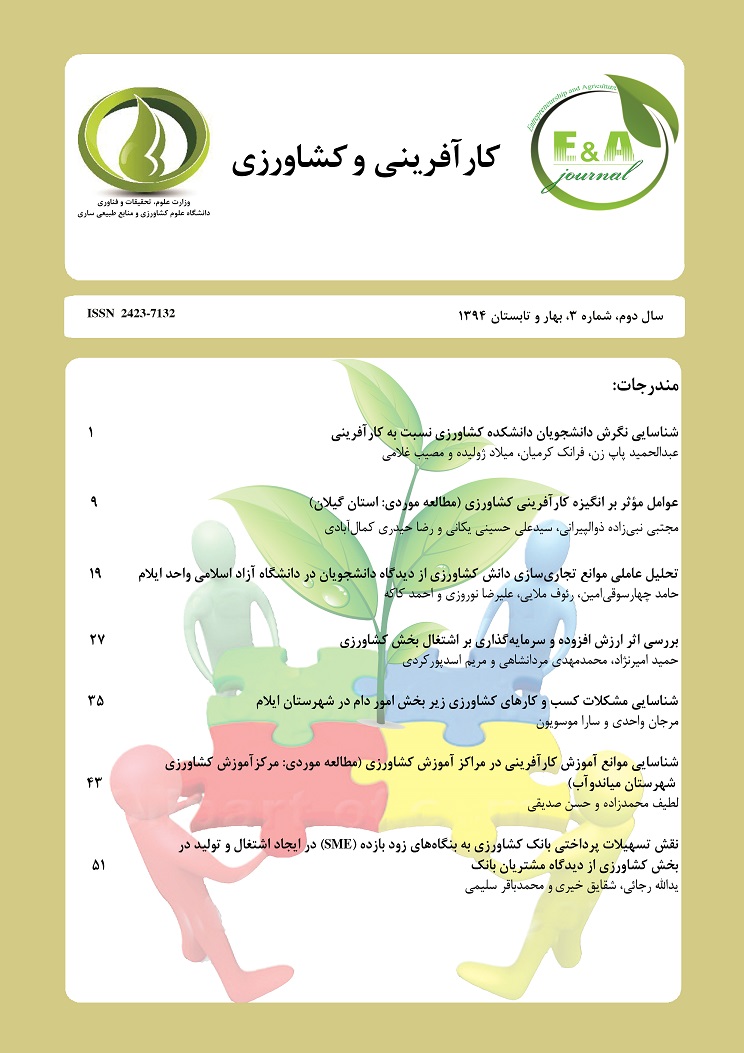 Entrepreneurship and Agriculture
E & A
journal
کارآفرینی و کشاورزی
وزارت علوم، تحقیقات و فناوری
دانشگاه علوم کشاورزی و منابع طبیعی ساری
سال دوم، شماره ۳، بهار و تابستان ۱۳۹۴
ISSN 2423-7132
مندرجات:
شناسایی نگرش دانشجویان دانشکده کشاورزی نسبت به کارآفرینی ۱
عبدالحمید پاپ زن، فرانک کرمیان، میلاد ژولیده و مصیب غلامی
عوامل مؤثر بر انگیزه کارآفرینی کشاورزی (مطالعه موردی: استان گیلان) ۹
مجتبی نبی‌زاده ذوالپیرانی، سیدعلی حسینی یکانی و رضا حیدری کمال‌آبادی
تحلیل عاملی موانع تجاری‌سازی دانش کشاورزی از دیدگاه دانشجویان در دانشگاه آزاد اسلامی واحد ایلام ۱۹
حامد چهارسوقی‌امین، رئوف ملایی، علیرضا نوروزی و احمد کاکه
بررسی اثر ارزش افزوده و سرمایه‌گذاری بر اشتغال بخش کشاورزی ۲۷
حمید امیرنژاد، محمدمهدی مردانشاهی و مریم اسدپورکردی
شناسایی مشکلات کسب و کارهای کشاورزی زیر بخش امور دام در شهرستان ایلام ۳۵
مرجان واحدی و سارا موسویون
شناسایی موانع آموزش کارآفرینی در مراکز آموزش کشاورزی (مطالعه موردی: مرکزآموزش کشاورزی
شهرستان میاندوآب) ۴۳
لطیف محمدزاده و حسن صدیقی
نقش تسهیلات پرداختی بانک کشاورزی به بنگاه‌های زود بازده (SME) در ایجاد اشتغال و تولید در
بخش کشاورزی از دیدگاه مشتریان بانک ۵۱
یدالله رجائی، شقایق خیری و محمدباقر سلیمی